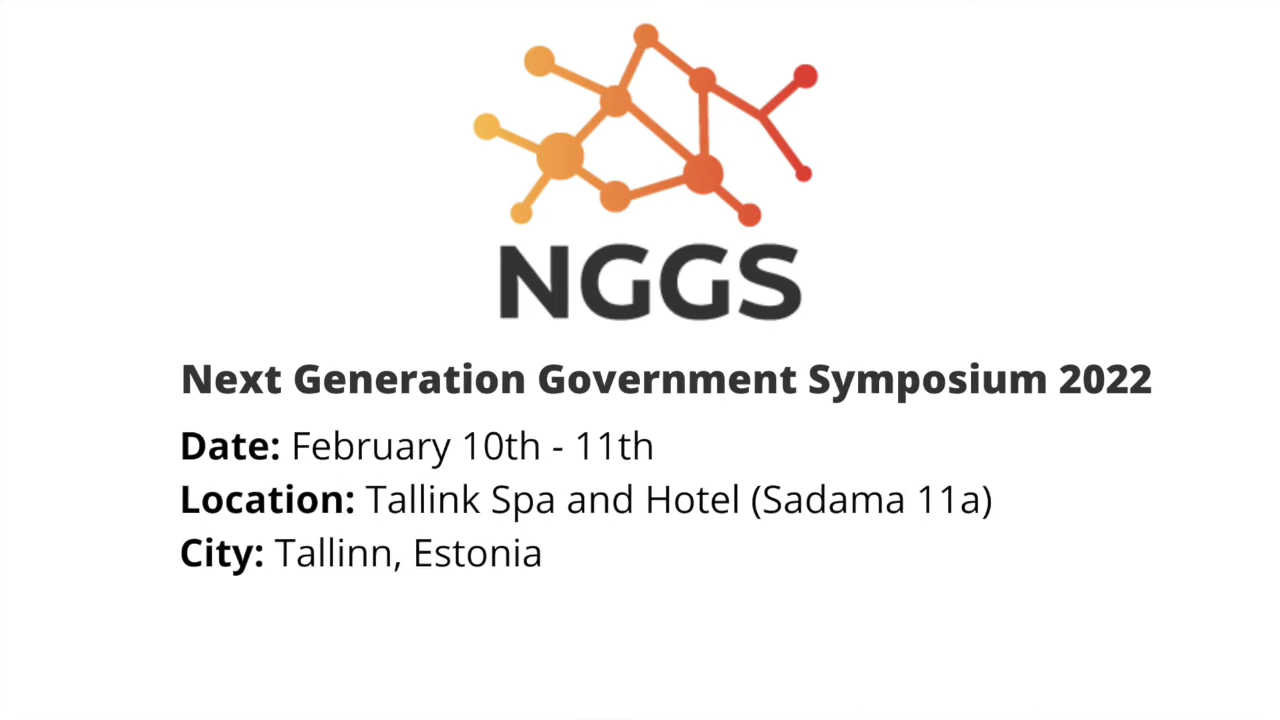 NGGS
Next Generation Government Symposium 2022
Date: February 10th - 11th
Location: Tallink Spa and Hotel (Sadama 11a)
City: Tallinn, Estonia